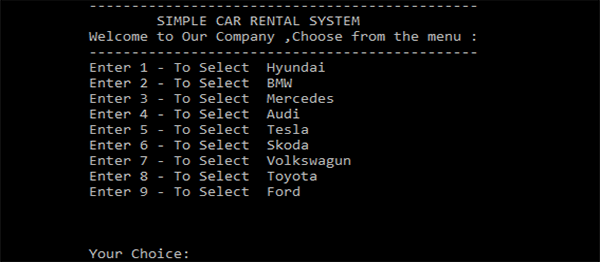 ----------------------------------------------
SIMPLE CAR RENTAL SYSTEM
Welcome to Our Company ,Choose from the menu :
----------------------------------------------
Enter 1 - To Select  Hyundai
Enter 2 - To Select  BMW
Enter 3 - To Select  Mercedes
Enter 4 - To Select  Audi
Enter 5 - To Select  Tesla
Enter 6 - To Select  Skoda
Enter 7 - To Select  Volkswagun
Enter 8 - To Select  Toyota
Enter 9 - To Select  Ford
Your Choice: